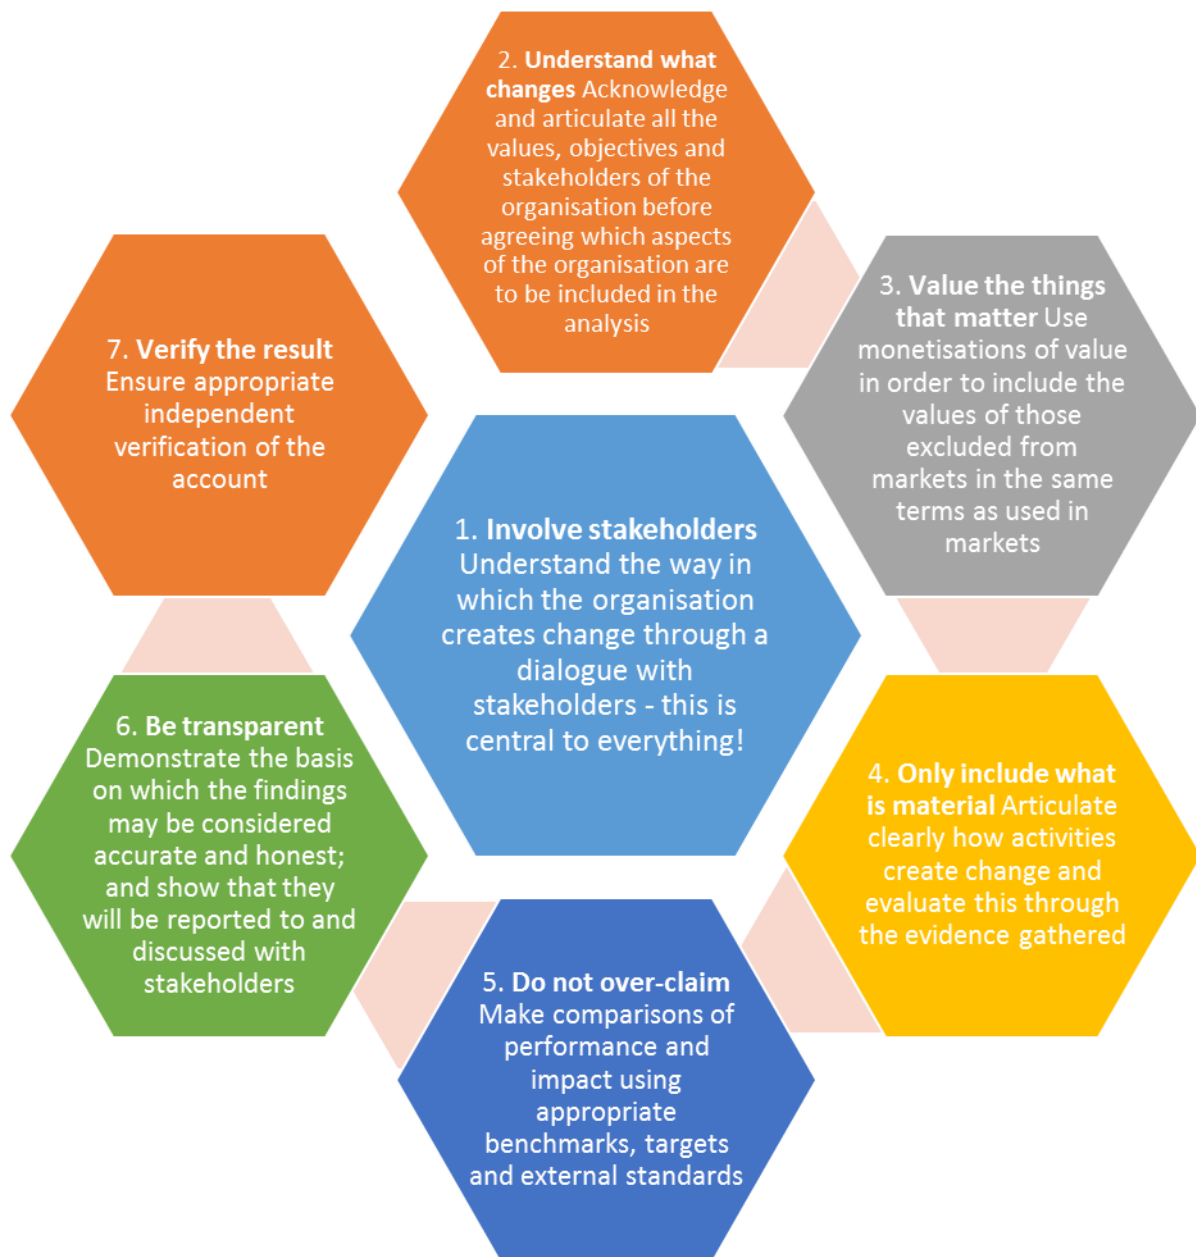 1. Involve stakeholders
Understand the way in
which the organisation
creates change through a
dialogue with
stakeholders - this is
central to everything!
2. Understand what
changes Acknowledge
and articulate all the
values, objectives and
stakeholders of the
organisation before
agreeing which aspects
of the organisation are
to be included in the
analysis
3. Value the things
that matter Use
monetisations of value
in order to include the
values of those
excluded from
markets in the same
terms as used in
markets
4. Only include what
is material Articulate
clearly how activities
create change and
evaluate this through
the evidence gathered
5. Do not over-claim
Make comparisons of
performance and
impact using
appropriate
benchmarks, targets
and external standards
6. Be transparent
Demonstrate the basis
on which the findings
may be considered
accurate and honest;
and show that they
will be reported to and
discussed with
stakeholders
7. Verify the result
Ensure appropriate
independent
verification of the
account